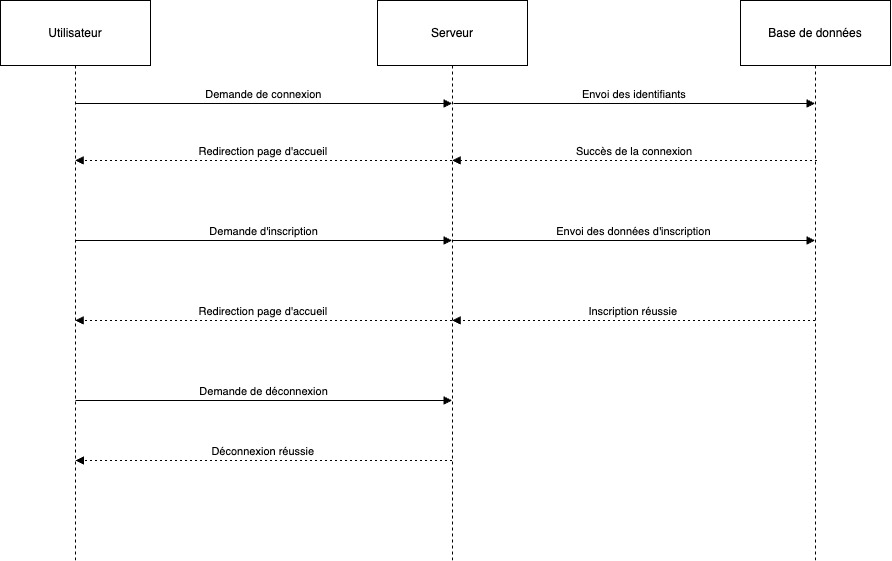 Utilisateur
Serveur
Base de données
Demande de connexion
Envoi des identifiants
Redirection page d'accueil
Succès de la connexion
Demande d'inscription
Envoi des données d'inscription
Redirection page d'accueil
Inscription réussie
Demande de déconnexion
Déconnexion réussie